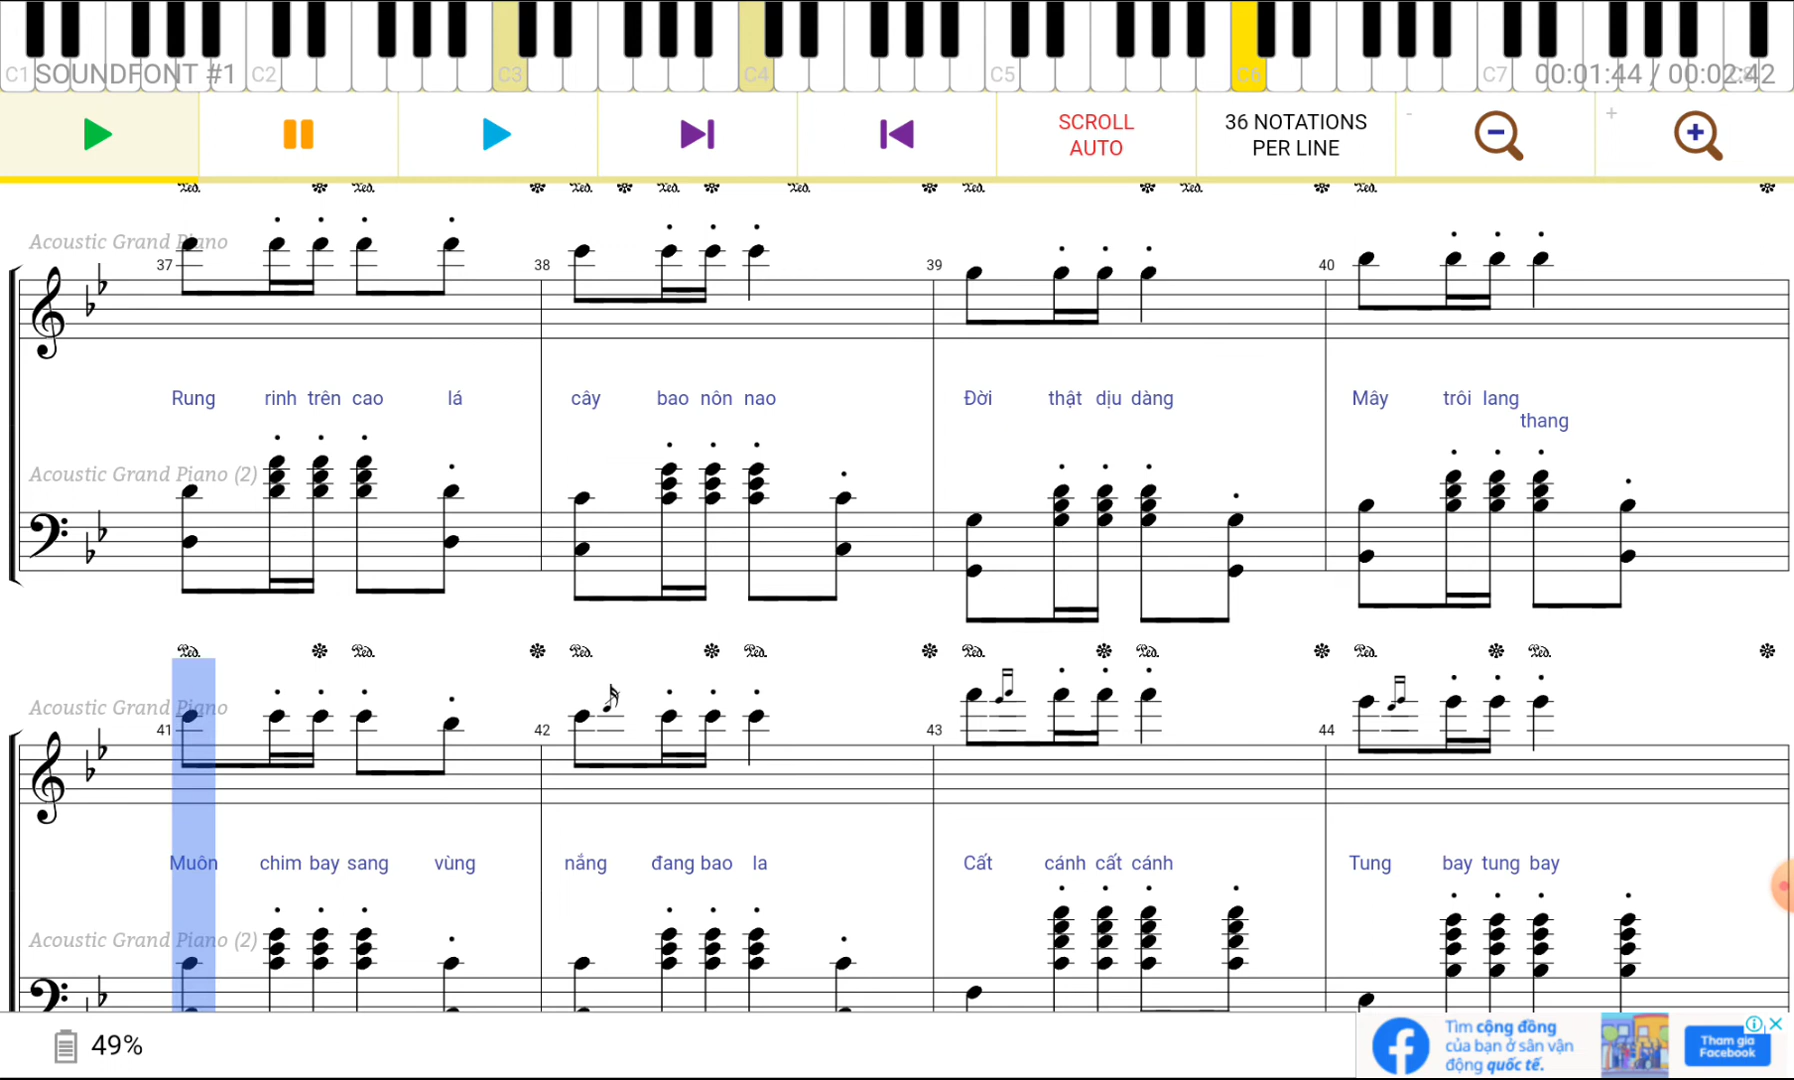 C1 SOUNDFONT #1 C2 C3 C4 C5 C6 C7 00:01:44 / 00:02:42
SCROLL
AUTO
36 NOTATIONS
PER LINE
- +
Acoustic Grand Piano
37 38 39 40
Rung rinh trên cao lá cây bao nôn nao Đời thật dịu dàng Mây trôi lang
thang
Acoustic Grand Piano (2)
Acoustic Grand Piano
41 42 43 44
Muôn chim bay sang vùng nắng đang bao la Cất cánh cất cánh Tung bay tung bay
Acoustic Grand Piano (2)
49%
Tìm cộng đồng
của bạn ở sân vận
động quốc tế.
Tham gia
Facebook